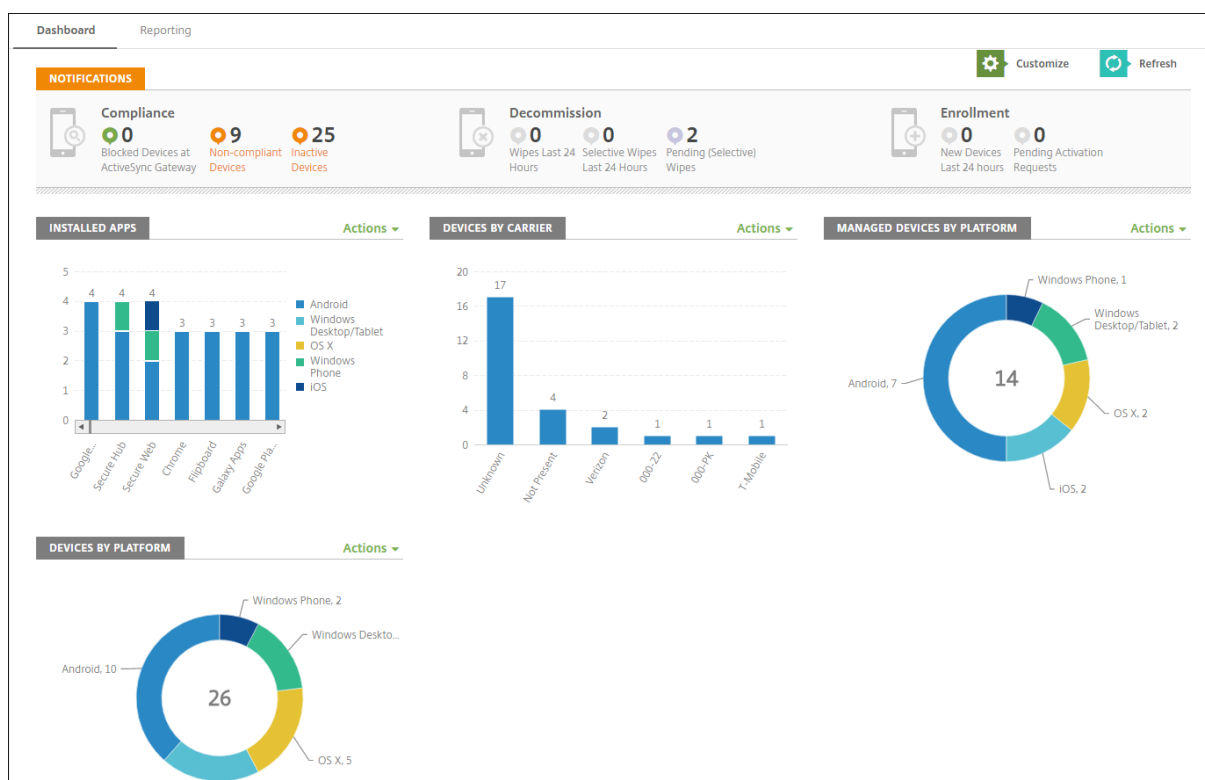 Dashboard
Reporting
Customize
Refresh
NOTIFICATIONS
Compliance
0
Blocked Devices at
ActiveSync Gateway
9
Non-compliant
Devices
25
Inactive
Devices
Decommission
0
Wipes Last 24
Hours
0
Selective Wipes
Last 24 Hours
2
Pending (Selective)
Wipes
Enrollment
0
New Devices
Last 24 hours
0
Pending Activation
Requests
INSTALLED APPS
Actions
5
4
3
2
1
0
4
4
4
3
3
3
3
Google...
Secure Hub
Secure Web
Chrome
Flipboard
Galaxy Apps
Google Pla...
Android
Windows
Desktop/Tablet
OS X
Windows
Phone
iOS
DEVICES BY CARRIER
Actions
20
16
12
8
4
0
17
4
2
1
1
1
Unknown
Not Present
Verizon
000-22
000-PK
T-Mobile
MANAGED DEVICES BY PLATFORM
Actions
Windows Phone, 1
Windows
Desktop/Tablet, 2
Android, 7
14
OS X, 2
iOS, 2
DEVICES BY PLATFORM
Actions
Windows Phone, 2
Windows Deskto...
Android, 10
26
OS X, 5